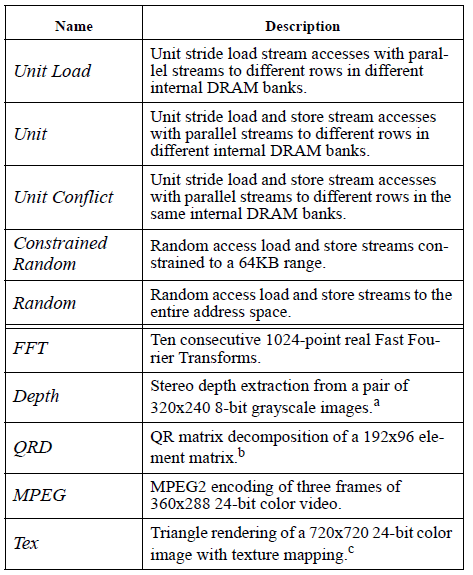 Name Description
Unit Load
Unit stride load stream accesses with paral-
lel streams to different rows in different
internal DRAM banks.
Unit
Unit stride load and store stream accesses
with parallel streams to different rows in
different internal DRAM banks.
Unit Conflict
Unit stride load and store stream accesses
with parallel streams to different rows in the
same internal DRAM banks.
Constrained
Random
Random access load and store streams con-
strained to a 64KB range.
Random
Random access load and store streams to the
entire address space.
FFT
Ten consecutive 1024-point real Fast Fou-
rier Transforms.
Depth
Stereo depth extraction from a pair of
320x240 8-bit grayscale images.a
QRD
QR matrix decomposition of a 192x96 ele-
ment matrix.b
MPEG
MPEG2 encoding of three frames of
360x288 24-bit color video.
Tex
Triangle rendering of a 720x720 24-bit color
image with texture mapping.c